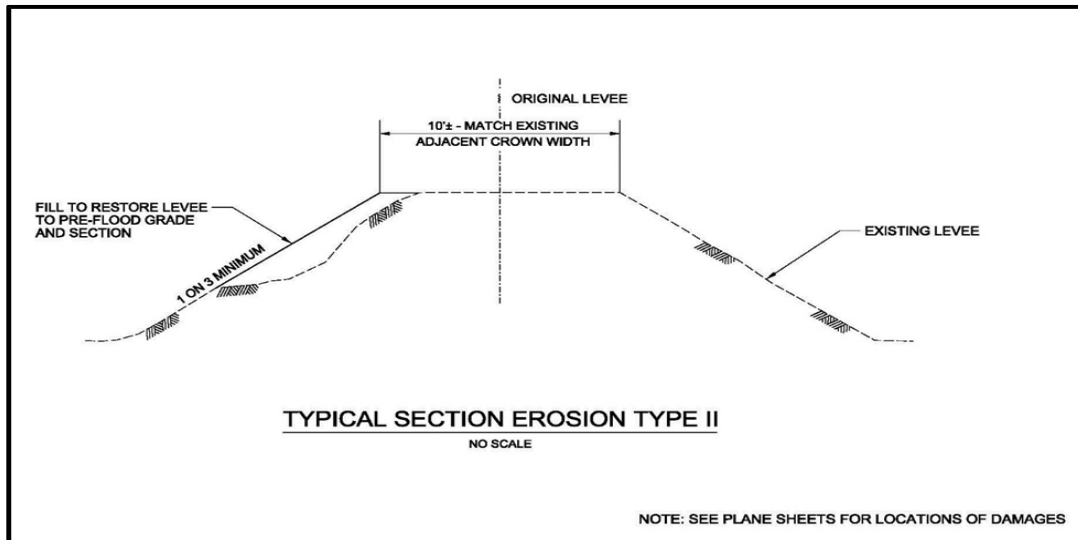 ORIGINAL LEVEE
10'± - MATCH EXISTING
ADJACENT CROWN WIDTH
FILL TO RESTORE LEVEE
TO PRE-FLOOD GRADE
AND SECTION
EXISTING LEVEE
1 ON 3 MINIMUM
TYPICAL SECTION EROSION TYPE II
NO SCALE
NOTE: SEE PLANE SHEETS FOR LOCATIONS OF DAMAGES